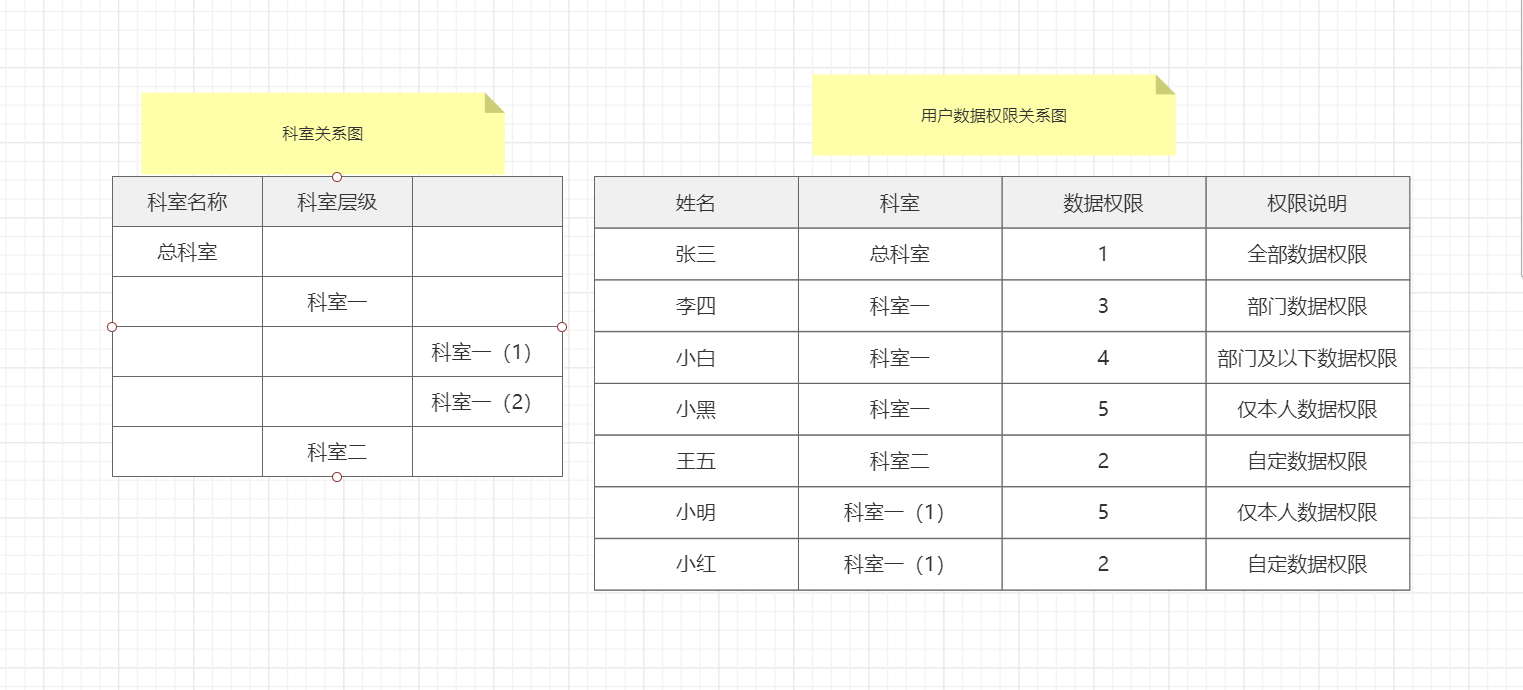 科室关系图
科室名称 科室层级
总科室
科室一
科室一（1）
科室一（2）
科室二
用户数据权限关系图
姓名 科室 数据权限 权限说明
张三 总科室 1 全部数据权限
李四 科室一 3 部门数据权限
小白 科室一 4 部门及以下数据权限
小黑 科室一 5 仅本人数据权限
王五 科室二 2 自定数据权限
小明 科室一（1） 5 仅本人数据权限
小红 科室一（1） 2 自定数据权限